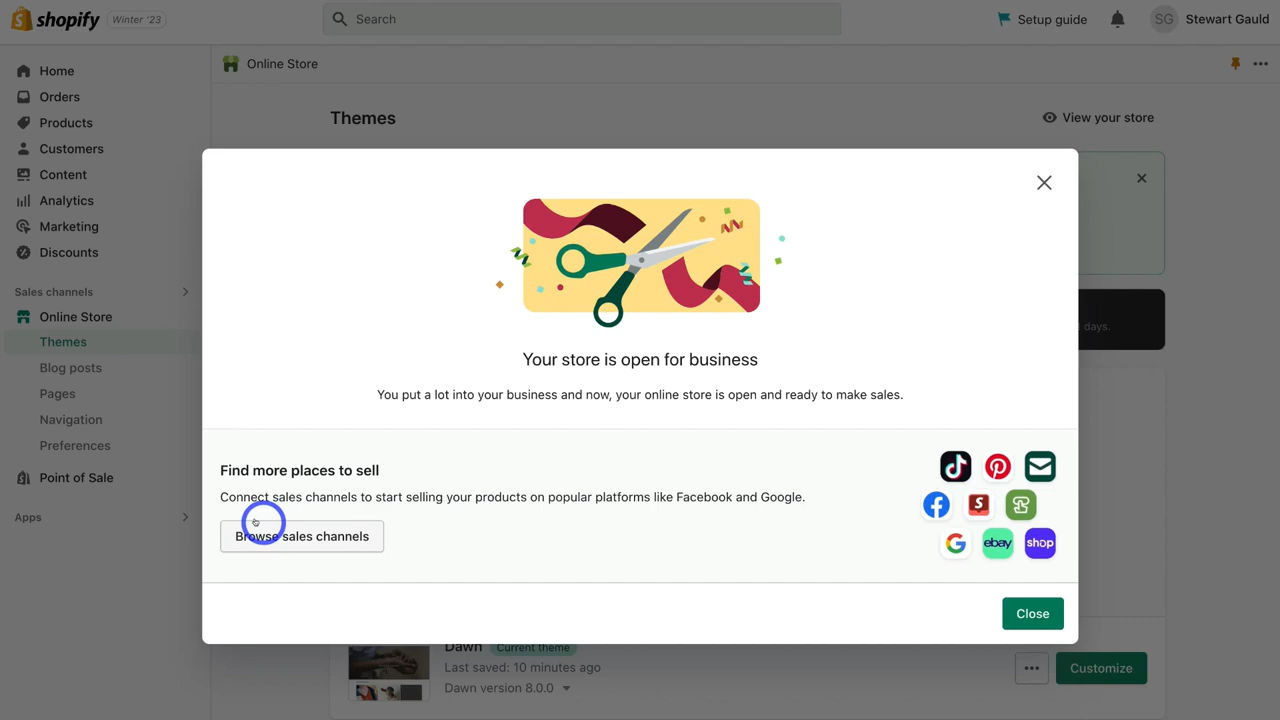 shopify
Winter '23
Search
Setup guide
SG
Stewart Gauld
Home
Orders
Products
Customers
Content
Analytics
Marketing
Discounts
Sales channels
Online Store
Themes
Blog posts
Pages
Navigation
Preferences
Point of Sale
Apps
Online Store
Themes
View your store
days.
Your store is open for business
You put a lot into your business and now, your online store is open and ready to make sales.
Find more places to sell
Connect sales channels to start selling your products on popular platforms like Facebook and Google.
Browse sales channels
ebay
shop
Close
Dawn
Current theme
Last saved: 10 minutes ago
Dawn version 8.0.0
Customize